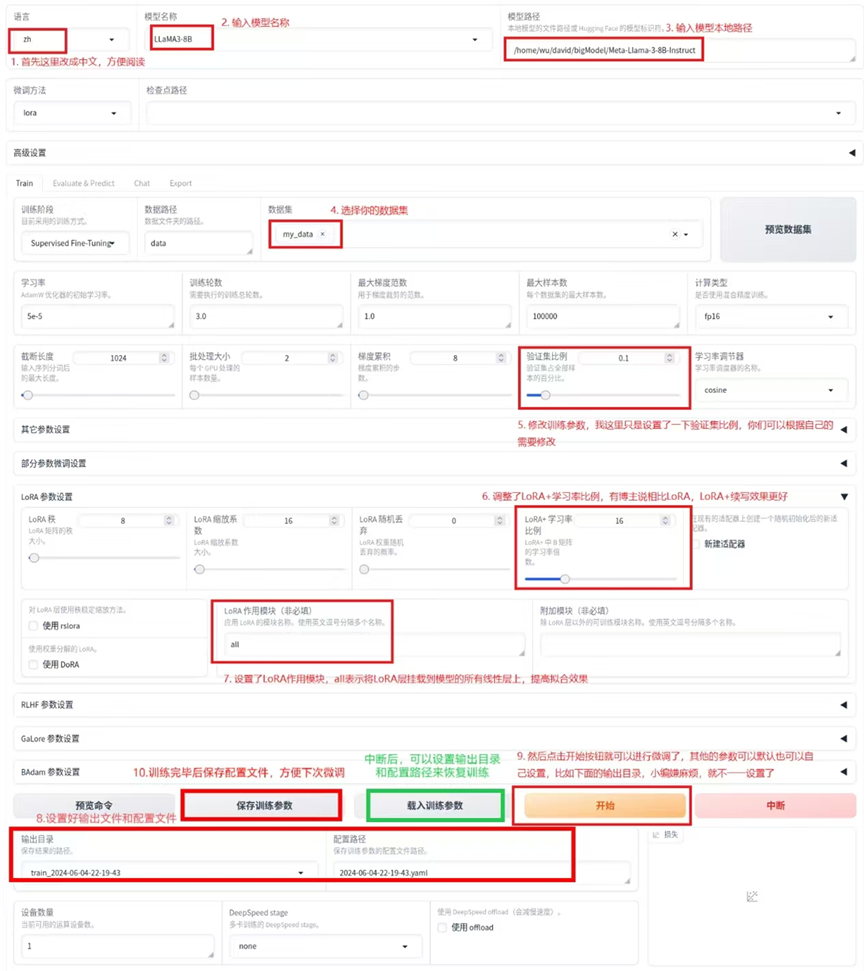 语言
zh
1. 首先这里改成中文，方便阅读
模型名称
LLaMA3-8B
2. 输入模型名称
模型路径
本地模型的文件路径或 Hugging Face 的模型标识符。
3. 输入模型本地路径
/home/wu/david/bigModel/Meta-Llama-3-8B-Instruct
微调方法
lora
检查点路径
高级设置
Train
Evaluate & Predict
Chat
Export
训练阶段
目前采用的训练方式。
Supervised Fine-Tuning
数据路径
数据文件夹的路径。
data
数据集
4. 选择你的数据集
my_data ×
预览数据集
学习率
AdamW 优化器的初始学习率。
5e-5
训练轮数
需要执行的训练总轮数。
3.0
最大梯度范数
用于梯度裁剪的范数。
1.0
最大样本数
每个数据集的最大样本数。
100000
计算类型
是否使用混合精度训练。
fp16
截断长度
输入序列分词后
的最大长度。
1024
批处理大小
每个 GPU 处理的
样本数量。
2
梯度累积
梯度累积的步
数。
8
验证集比例
验证集占全部样
本的百分比。
0.1
学习率调节器
学习率调度器的名称。
cosine
其它参数设置
5. 修改训练参数，我这里只是设置了一下验证集比例，你们可以根据自己的
需要修改
部分参数微调设置
LoRA 参数设置
6. 调整了LoRA+学习率比例，有博主说相比LoRA，LoRA+续写效果更好
LoRA 秩
LoRA 矩阵的秩
大小。
8
LoRA 缩放系
数
LoRA 缩放系数
大小。
16
LoRA 随机丢
弃
LoRA 权重随机
丢弃的概率。
0
LoRA+ 学习率
比例
LoRA+ 中 B 矩阵
的学习率倍
数。
16
在现有的适配器上创建一个随机初始化后的新适
配器。
新建适配器
对 LoRA 层使用秩稳定缩放方法。
使用 rslora
使用权重分解的 LoRA。
使用 DoRA
LoRA 作用模块（非必填）
应用 LoRA 的模块名称。使用英文逗号分隔多个名称。
all
附加模块（非必填）
除 LoRA 层以外的可训练模块名称。使用英文逗号分隔多个名称。
7. 设置了LoRA作用模块，all表示将LoRA层挂载到模型的所有线性层上，提高拟合效果
RLHF 参数设置
GaLore 参数设置
BAdam 参数设置
10.训练完毕后保存配置文件，方便下次微调
中断后，可以设置输出目录
和配置路径来恢复训练
9. 然后点击开始按钮就可以进行微调了，其他的参数可以默认也可以自
己设置，比如下面的输出目录，小编嫌麻烦，就不一一设置了
预览命令
保存训练参数
载入训练参数
开始
中断
8.设置好输出文件和配置文件
输出目录
保存结果的路径。
train_2024-06-04-22-19-43
配置路径
保存训练参数的配置文件路径。
2024-06-04-22-19-43.yaml
损失
设备数量
当前可用的运算设备数。
1
DeepSpeed stage
多卡训练的 DeepSpeed stage。
none
使用 DeepSpeed offload（会减慢速度）。
使用 offload